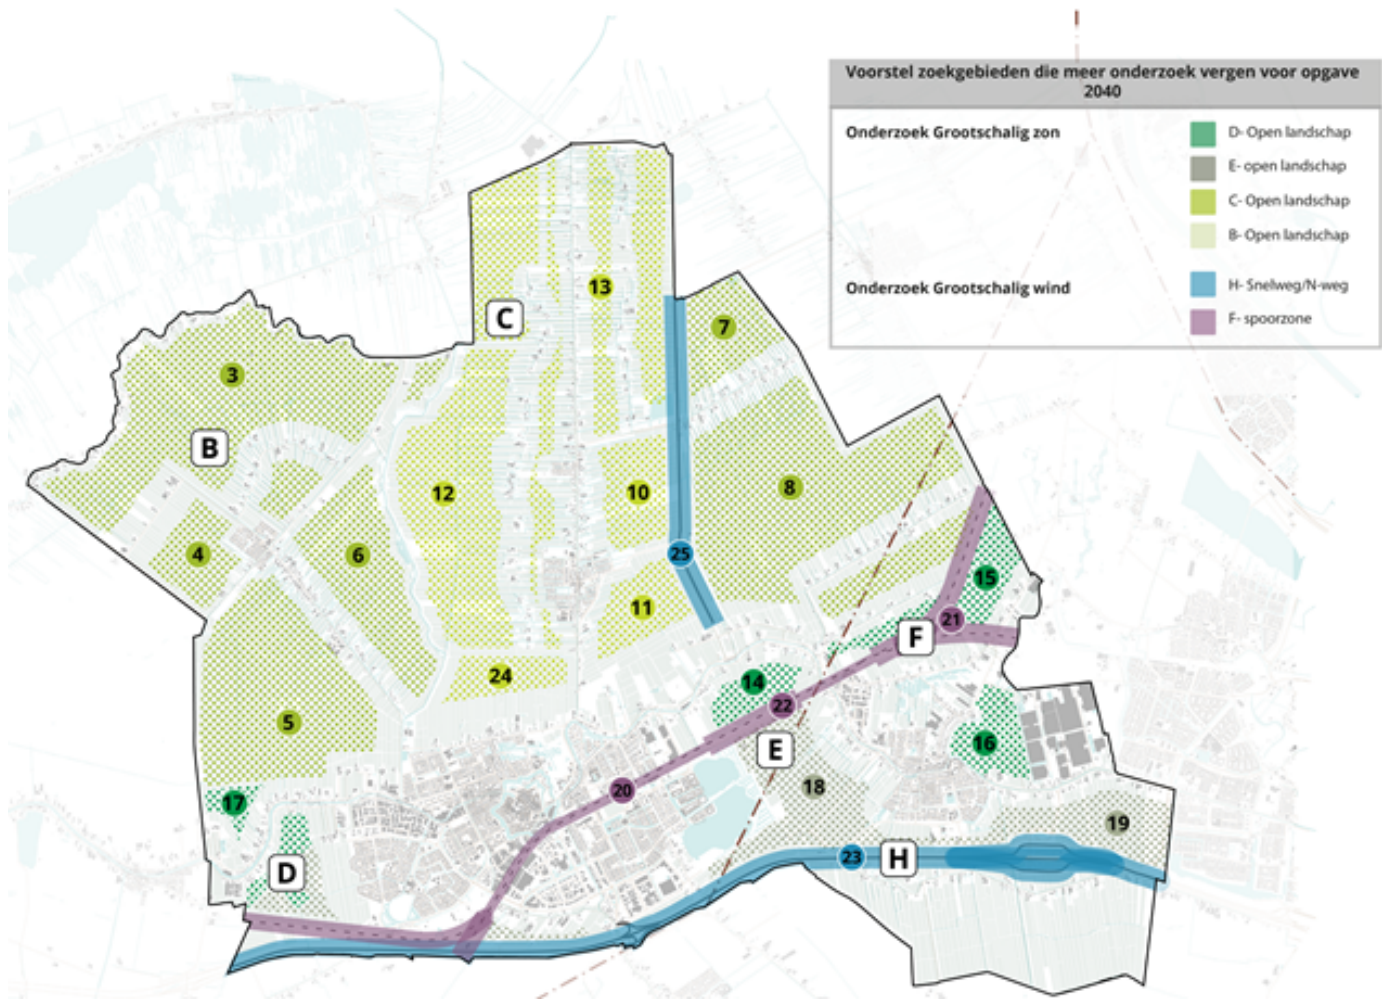 Voorstel zoekgebieden die meer onderzoek vergen voor opgave
2040
Onderzoek Grootschalig zon
D- Open landschap
E- open landschap
C- Open landschap
B- Open landschap
Onderzoek Grootschalig wind
H- Snelweg/N-weg
F- spoorzone
13
C
7
3
B
12
10
8
4
6
25
15
11
21
F
24
14
22
5
16
E
18
20
17
19
23
H
D